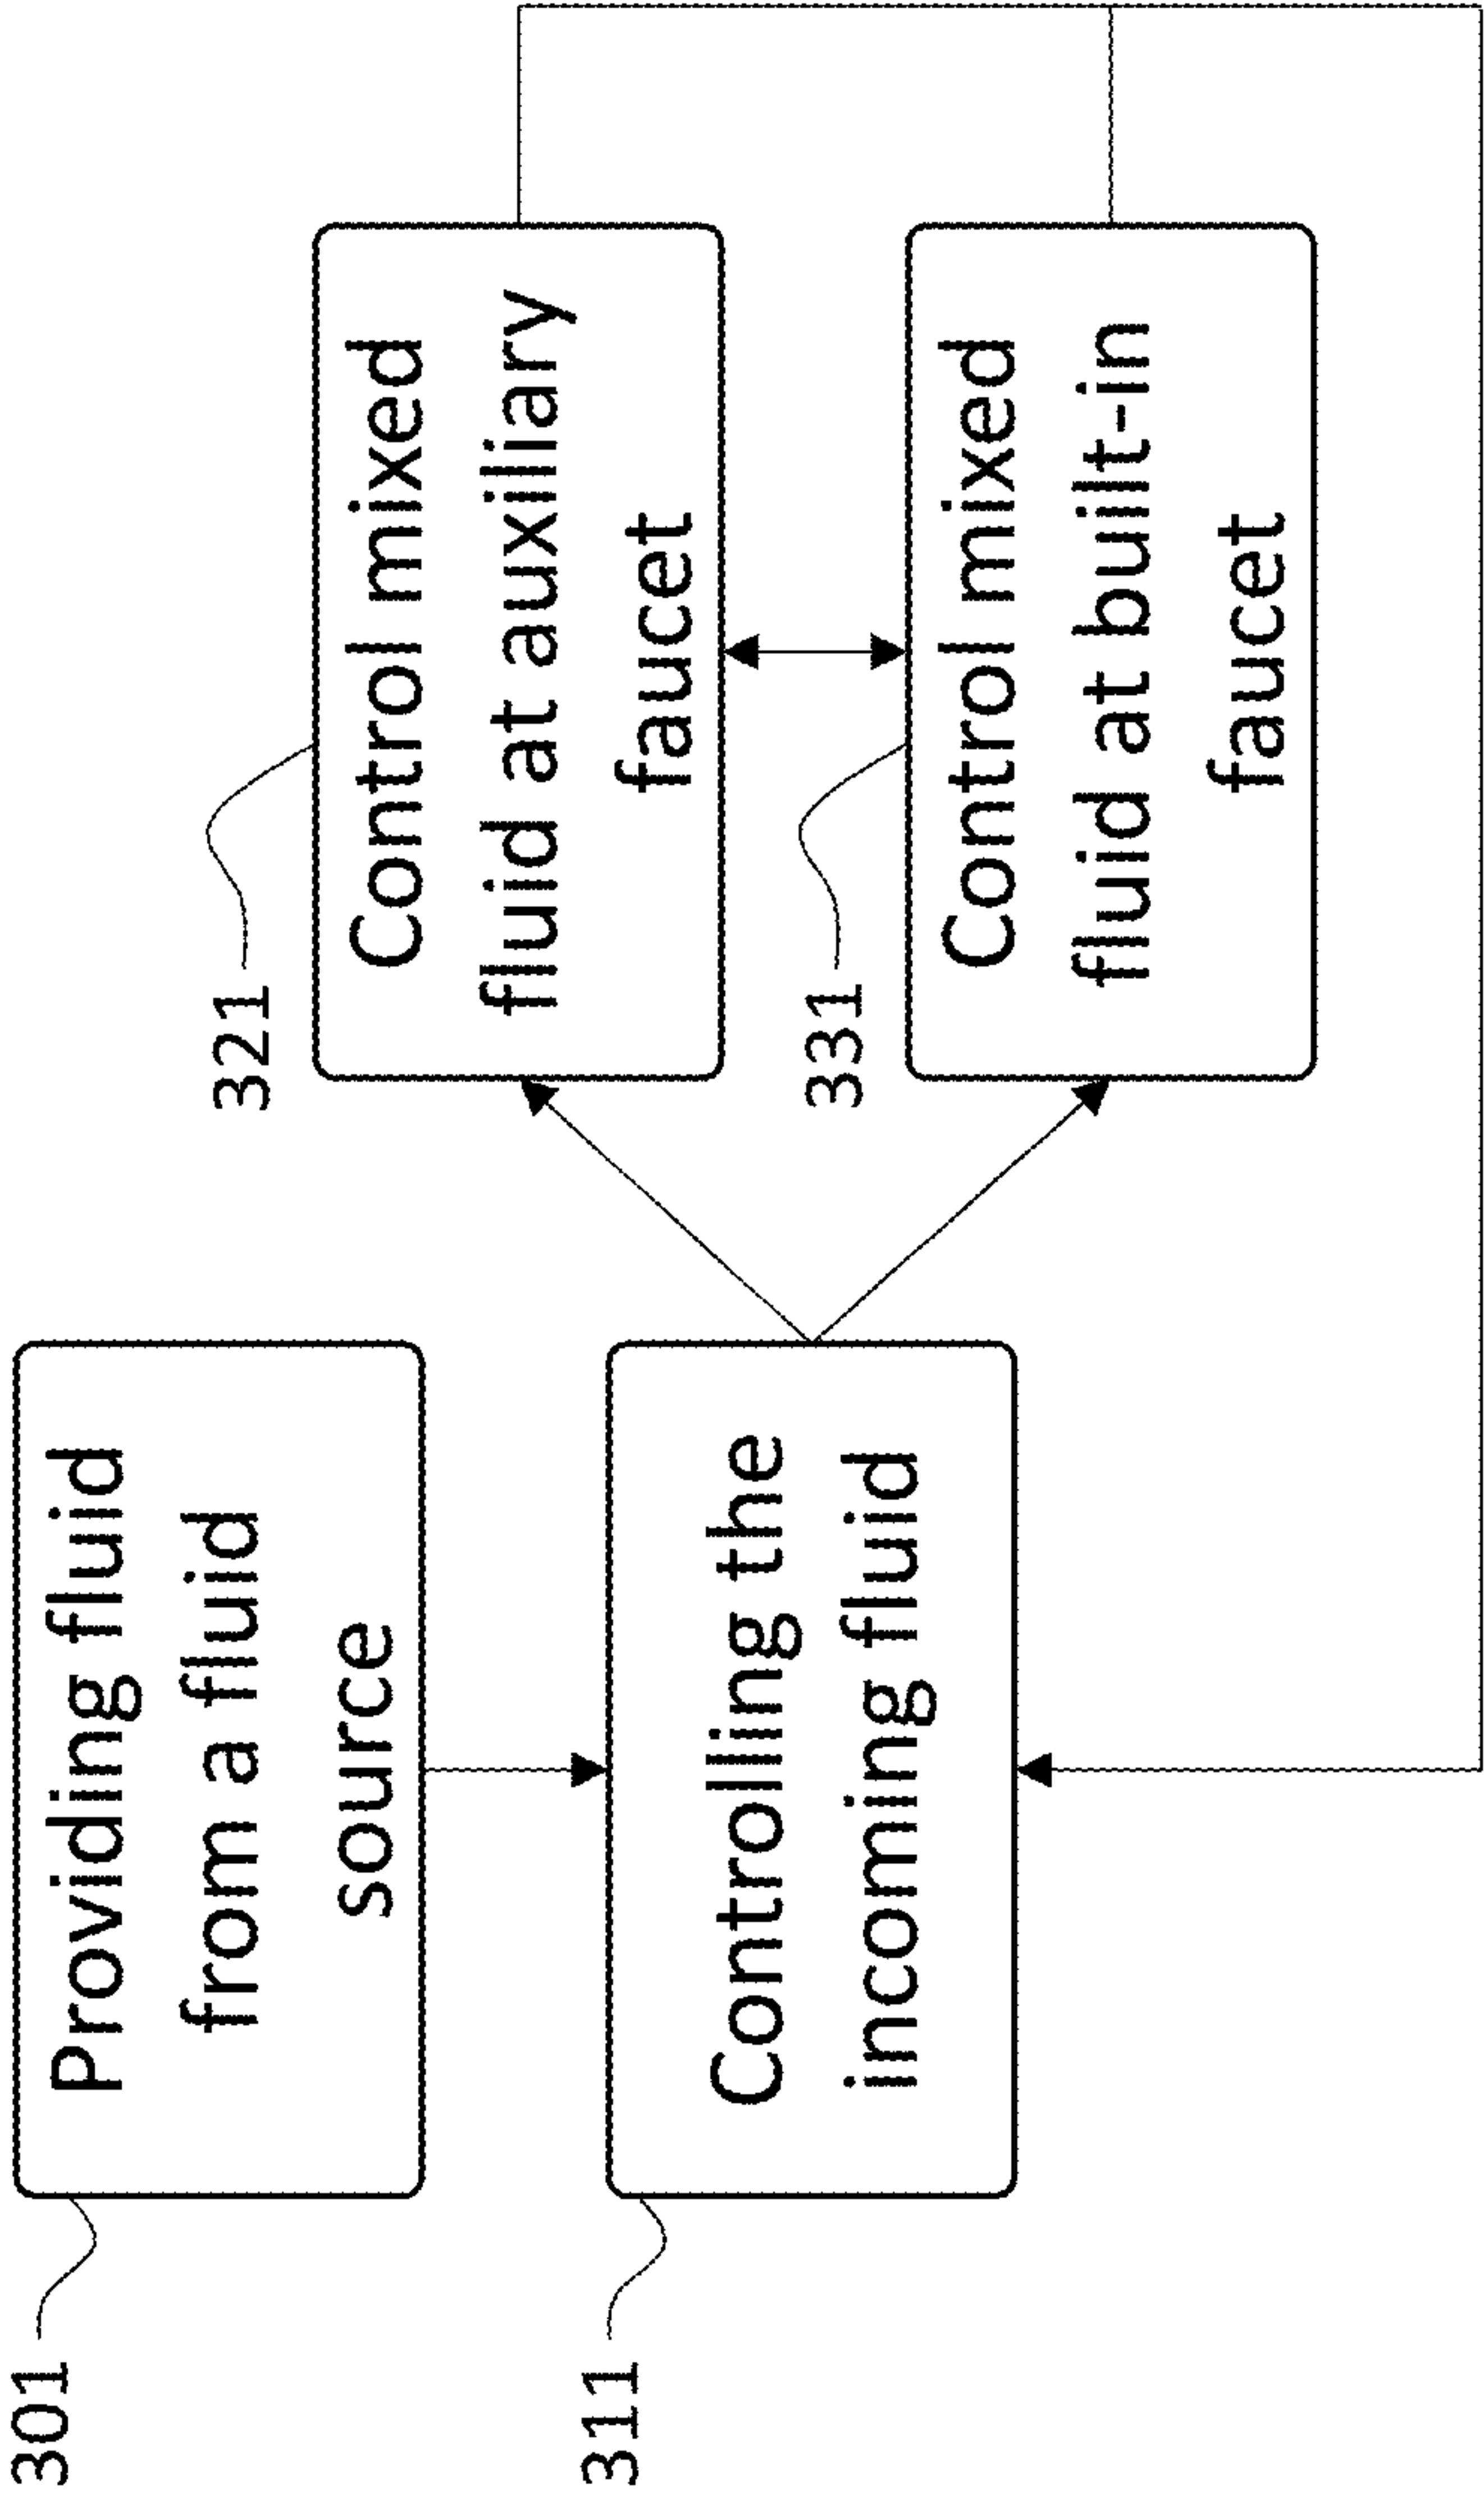 301
Providing fluid
from a fluid
source
311
Controlling the
incoming fluid
321
Control mixed
fluid at auxiliary
faucet
331
Control mixed
fluid at built-in
faucet